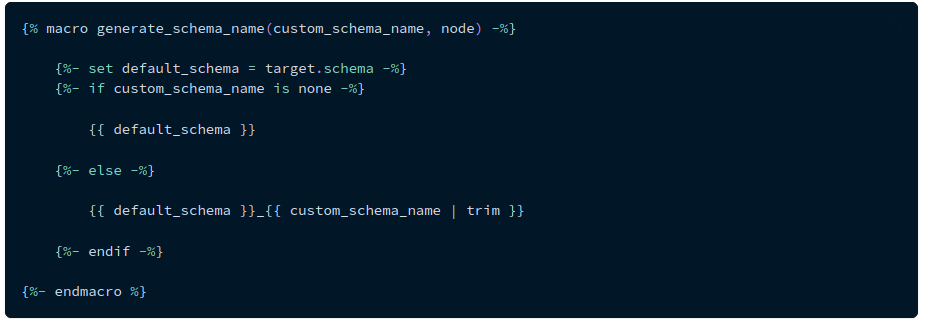 {% macro generate_schema_name(custom_schema_name, node) -%}
    {%- set default_schema = target.schema -%}
    {%- if custom_schema_name is none -%}
        {{ default_schema }}
    {%- else -%}
        {{ default_schema }}_{{ custom_schema_name | trim }}
    {%- endif -%}
{%- endmacro %}